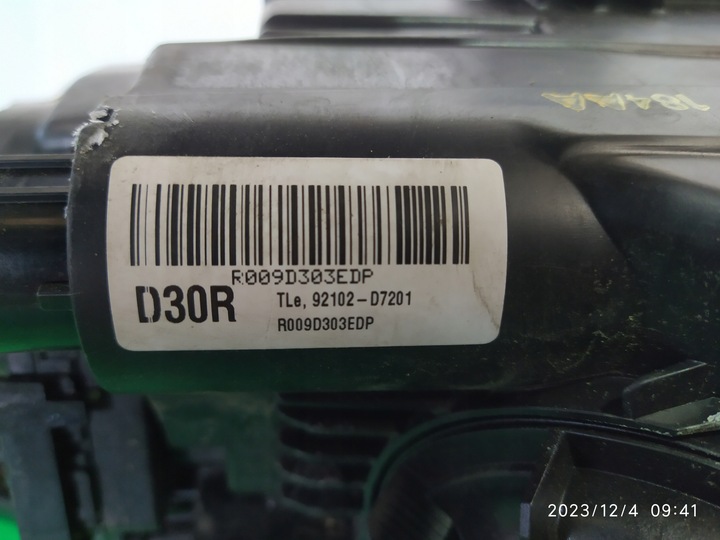 R009D303EDP
D30R
TLe, 92102-D7201
R009D303EDP
2023/12/4 09:41